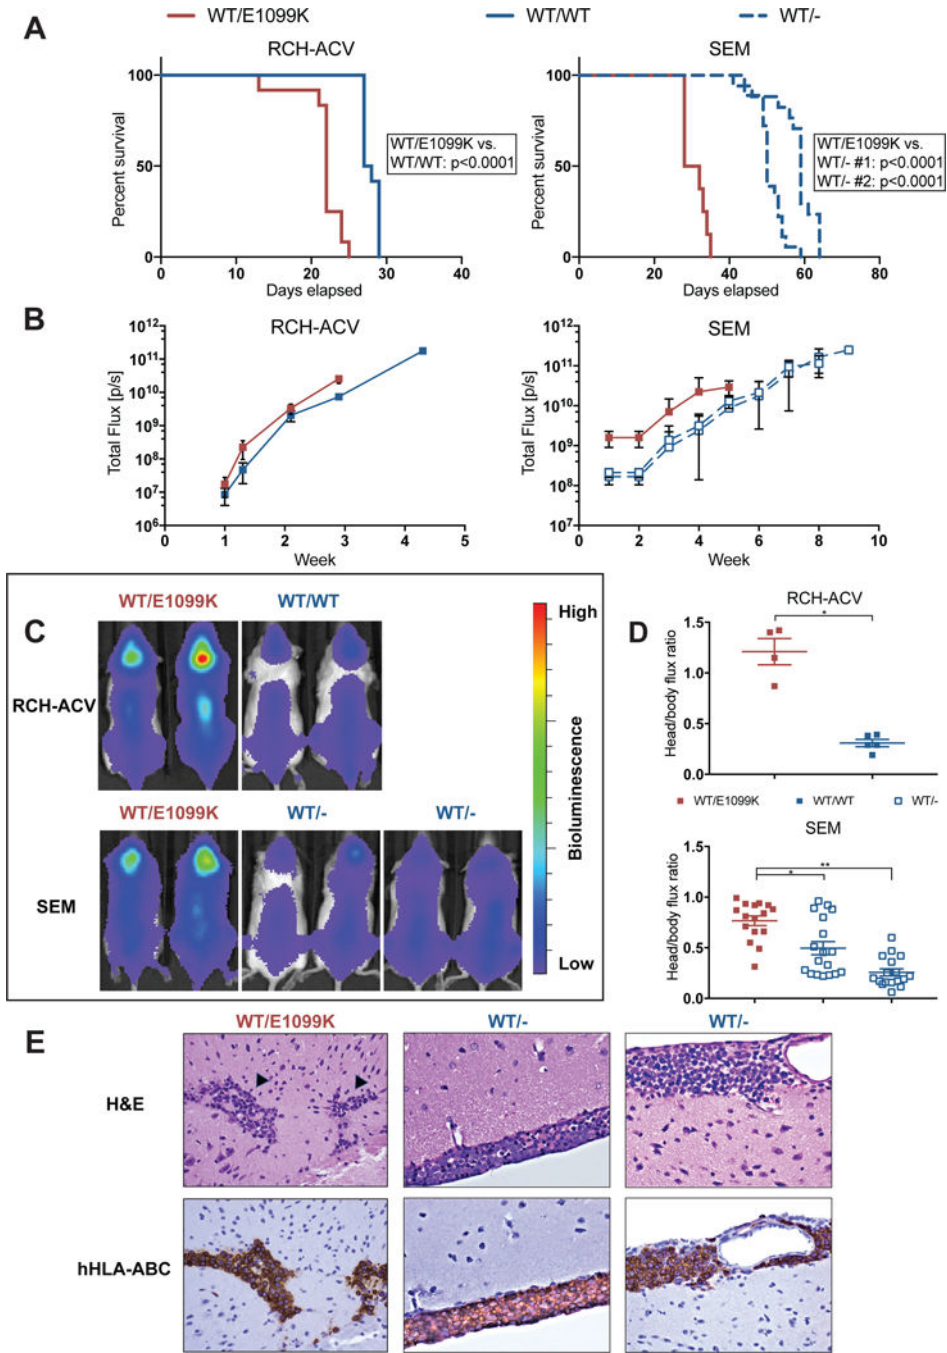 WT/E1099K WT/WT WT/-
A
RCH-ACV
SEM
Percent survival
100
50
0
0 10 20 30 40
Days elapsed
WT/E1099K vs.
WT/WT: p<0.0001
Percent survival
100
50
0
0 20 40 60 80
Days elapsed
WT/E1099K vs.
WT/- #1: p<0.0001
WT/- #2: p<0.0001
B
RCH-ACV
Total Flux [p/s]
10¹²
10¹¹
10¹⁰
10⁹
10⁸
10⁷
10⁶
0 1 2 3 4 5
Week
SEM
Total Flux [p/s]
10¹²
10¹¹
10¹⁰
10⁹
10⁸
10⁷
0 2 4 6 8 10
Week
C
WT/E1099K WT/WT
RCH-ACV
WT/E1099K WT/- WT/-
SEM
High
Bioluminescence
Low
D
RCH-ACV
*
Head/body flux ratio
1.5
1.0
0.5
0.0
WT/E1099K WT/WT WT/-
SEM
**
*
Head/body flux ratio
1.5
1.0
0.5
0.0
E
WT/E1099K WT/- WT/-
H&E
hHLA-ABC